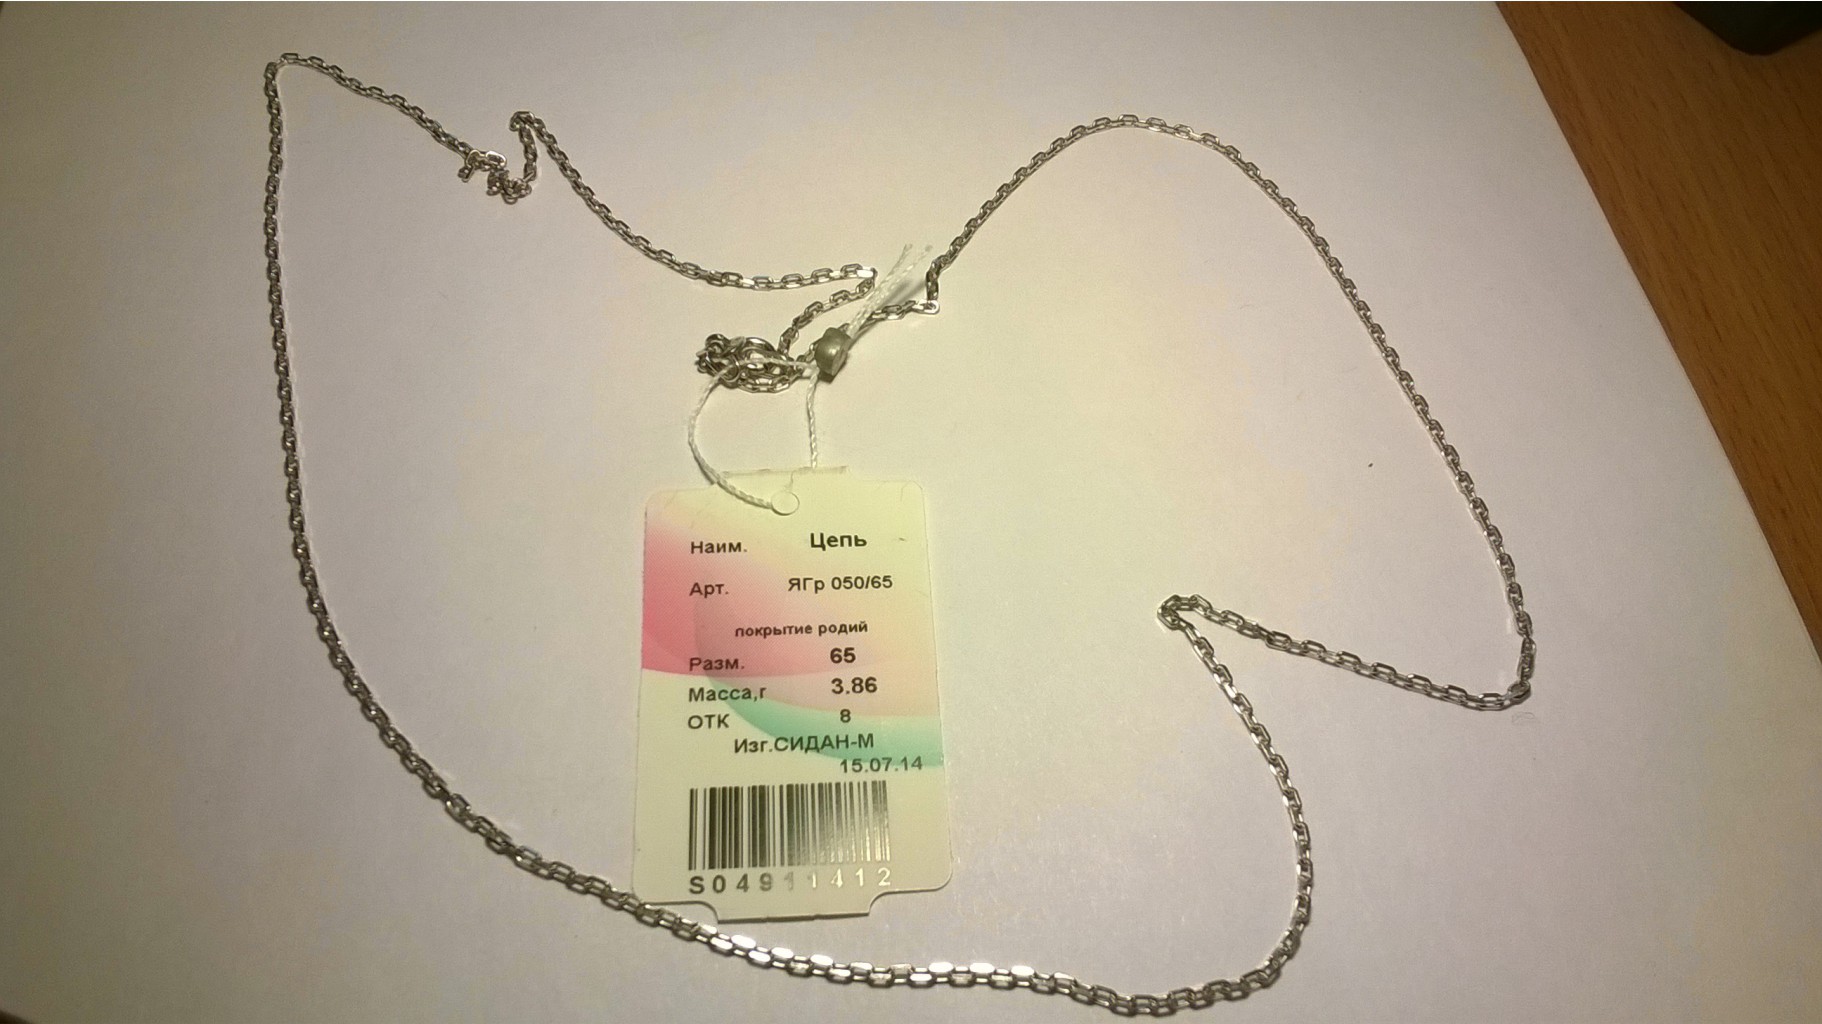 Наим. Цепь
Арт. ЯГр 050/65
покрытие родий
Разм. 65
Масса,г 3.86
ОТК 8
Изг.СИДАН-М
15.07.14
S04911412